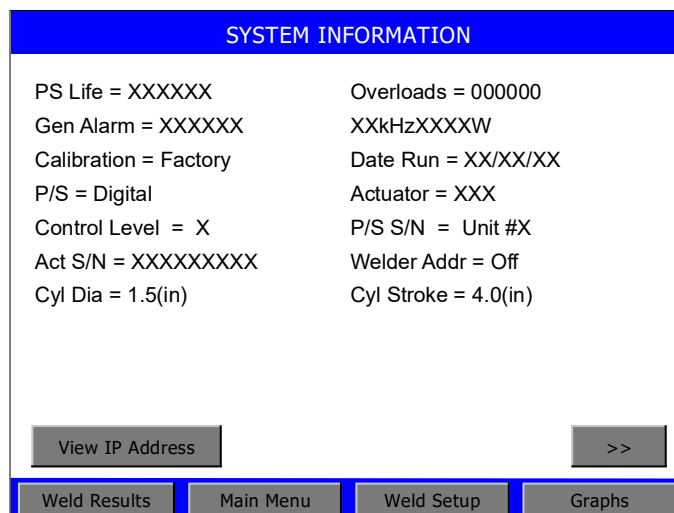 SYSTEM INFORMATION
PS Life = XXXXXX
Overloads = 000000
Gen Alarm = XXXXXX
XXkHzXXXXW
Calibration = Factory
Date Run = XX/XX/XX
P/S = Digital
Actuator = XXX
Control Level = X
P/S S/N = Unit #X
Act S/N = XXXXXXXXX
Welder Addr = Off
Cyl Dia = 1.5(in)
Cyl Stroke = 4.0(in)
View IP Address
>>
Weld Results
Main Menu
Weld Setup
Graphs